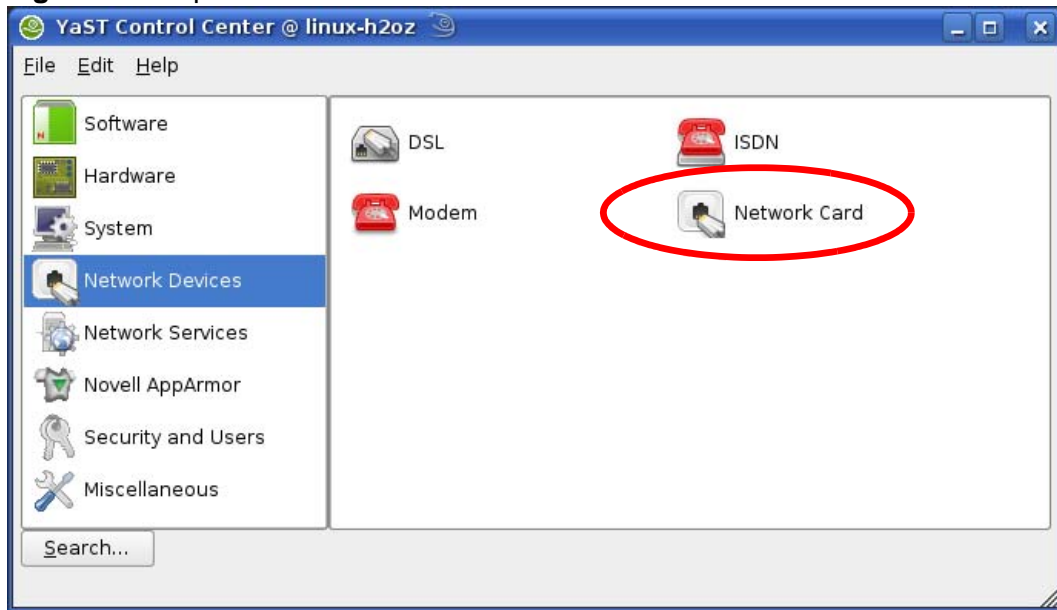 YaST Control Center @ linux-h2oz
File Edit Help
Software
Hardware
System
Network Devices
Network Services
Novell AppArmor
Security and Users
Miscellaneous
DSL
ISDN
Modem
Network Card
Search...